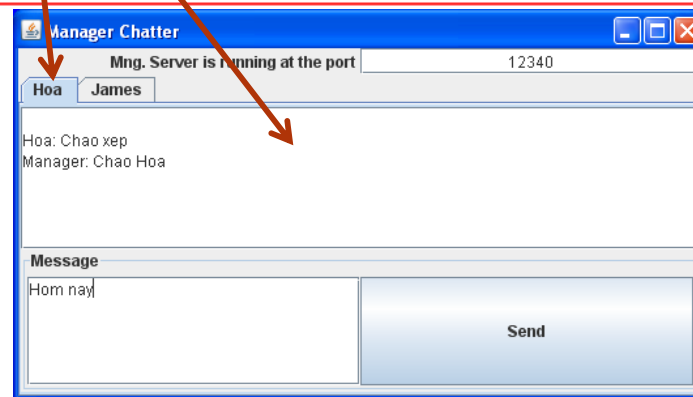 Manager Chatter
Mng. Server is running at the port 12340
Hoa James
Hoa: Chao xep
Manager: Chao Hoa
Message
Hom nay
Send